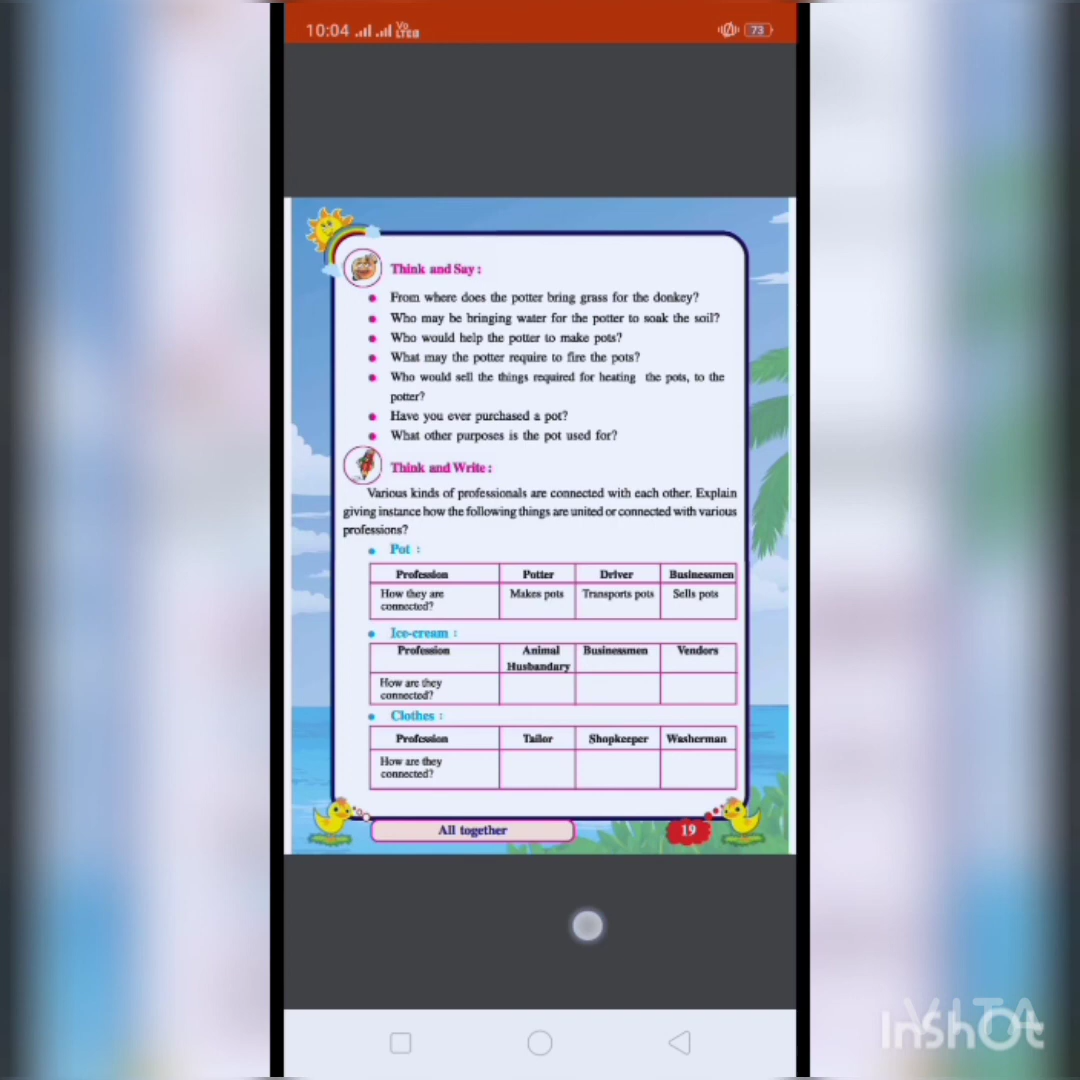 10:04 Vo LTE 73
Think and Say :
From where does the potter bring grass for the donkey?
Who may be bringing water for the potter to soak the soil?
Who would help the potter to make pots?
What may the potter require to fire the pots?
Who would sell the things required for heating the pots, to the
potter?
Have you ever purchased a pot?
What other purposes is the pot used for?
Think and Write :
Various kinds of professionals are connected with each other. Explain
giving instance how the following things are united or connected with various
professions?
Pot :
Profession Potter Driver Businessmen
How they are Makes pots Transports pots Sells pots
connected?
Ice-cream :
Profession Animal Businessmen Vendors
Husbandary
How are they
connected?
Clothes :
Profession Tailor Shopkeeper Washerman
How are they
connected?
All together 19
VITA
InShOt